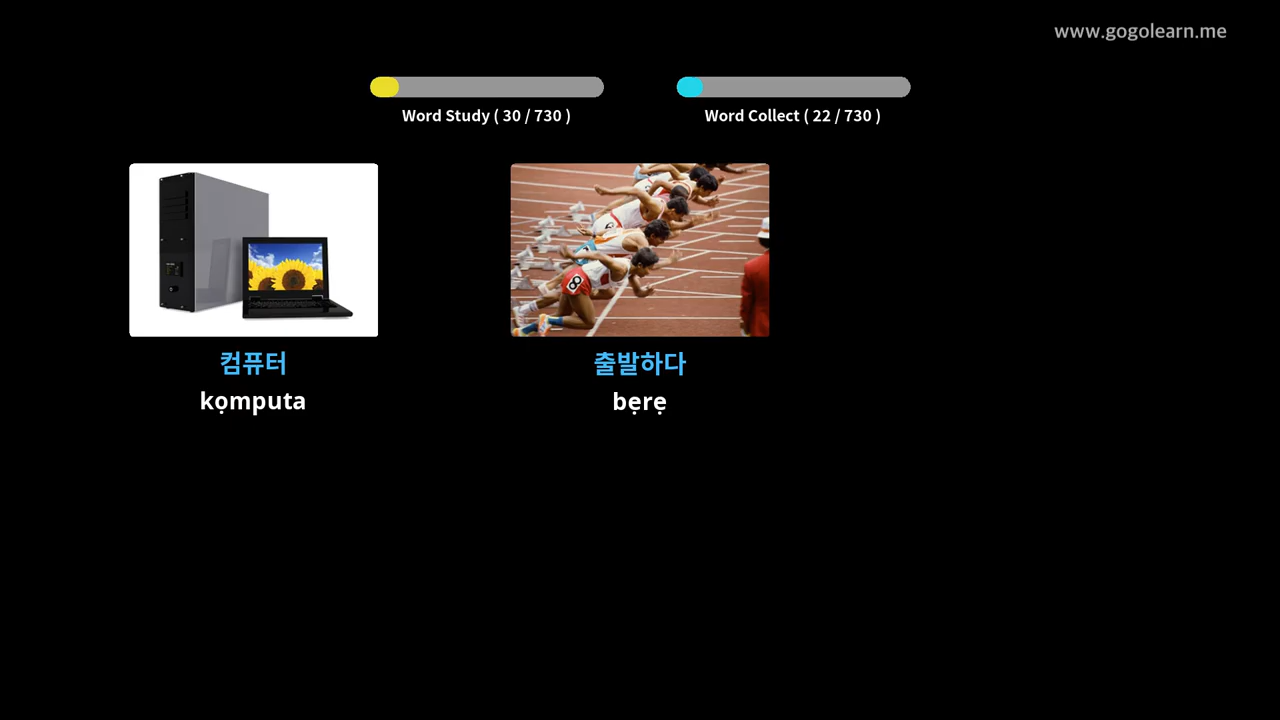 www.gogolearn.me
Word Study ( 30 / 730 )
Word Collect ( 22 / 730 )
컴퓨터
kọmputa
출발하다
bẹrẹ
8